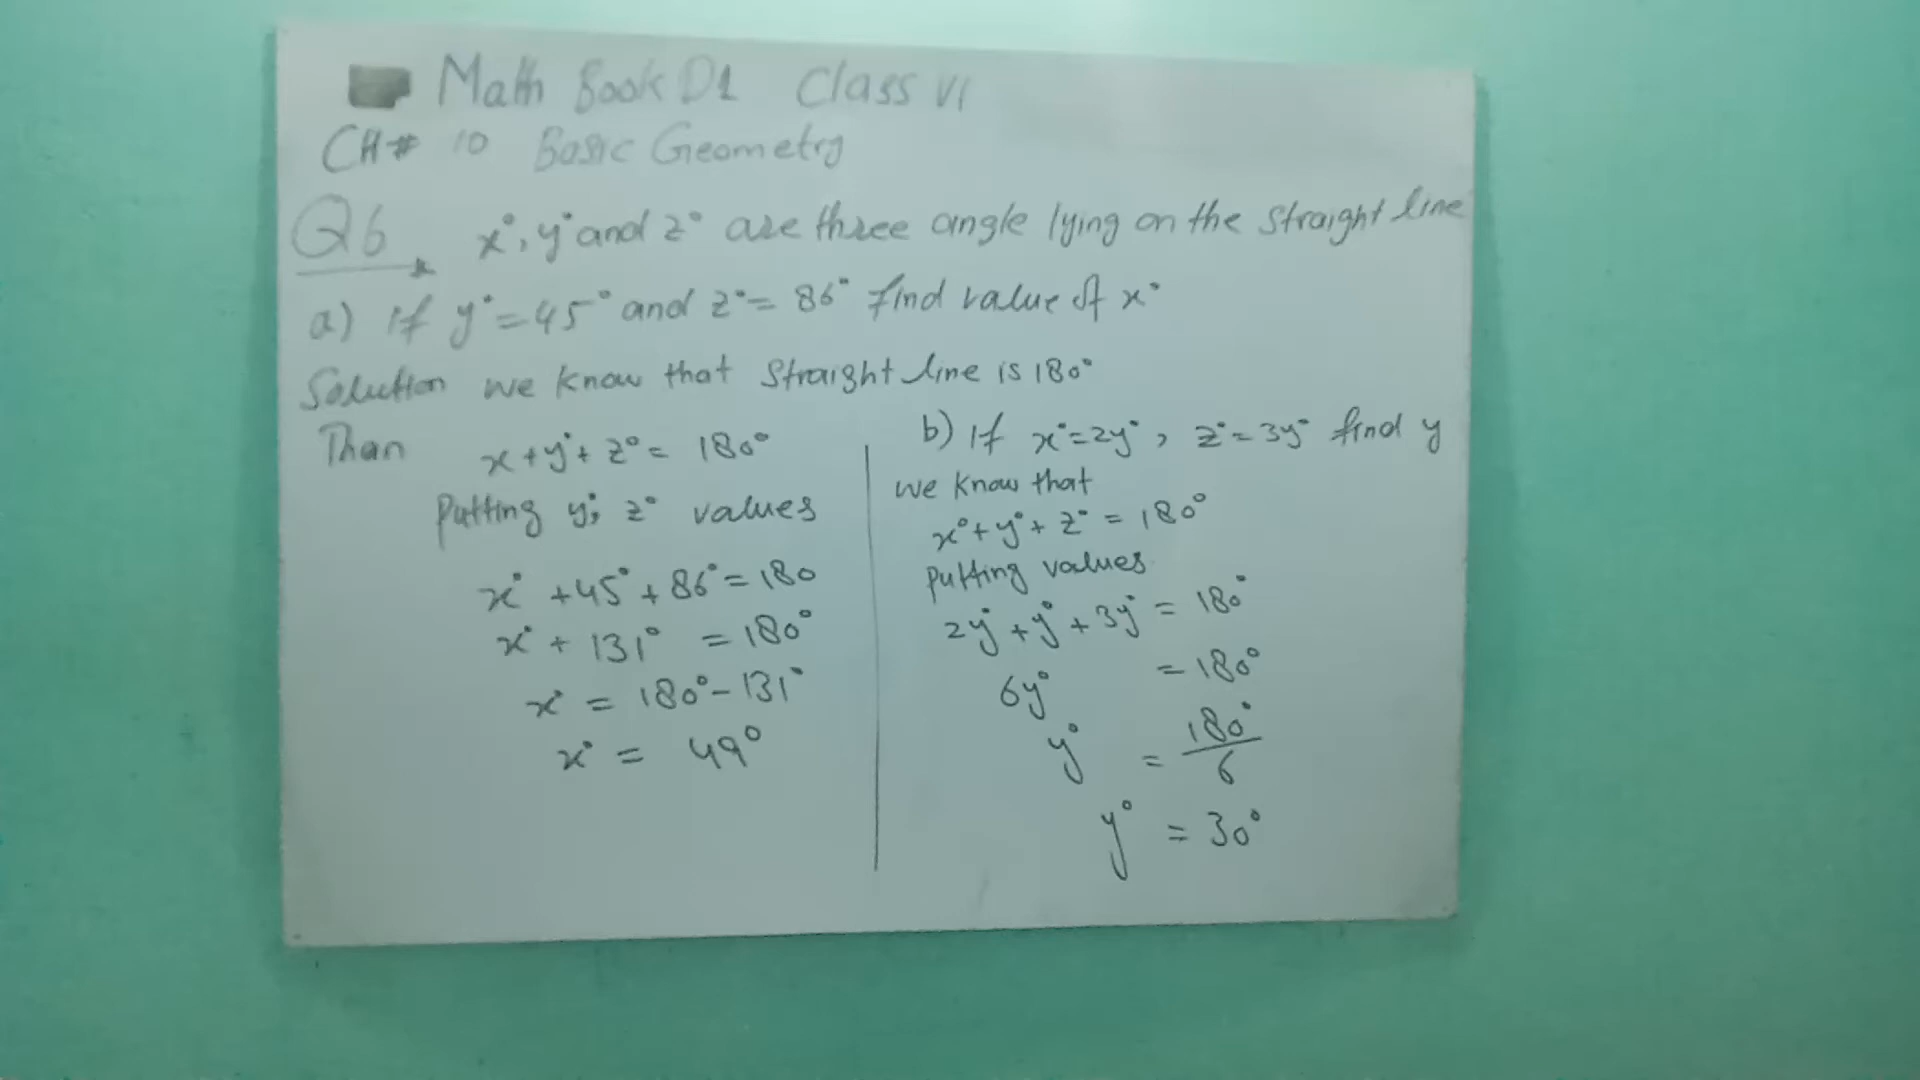 Math Book D1 Class VI
CH# 10 Basic Geometry
Q6 x°, y° and z° are three angle lying on the straight line
a) if y° = 45° and z° = 86° find value of x°
Solution we know that straight line is 180°
Than x + y° + z° = 180°
Putting y°, z° values
x° + 45° + 86° = 180
x° + 131° = 180°
x° = 180° - 131°
x° = 49°
b) If x° = 2y°, z° = 3y° find y
we know that
x° + y° + z° = 180°
putting values
2y° + y° + 3y° = 180°
6y° = 180°
y° = 180°/6
y° = 30°